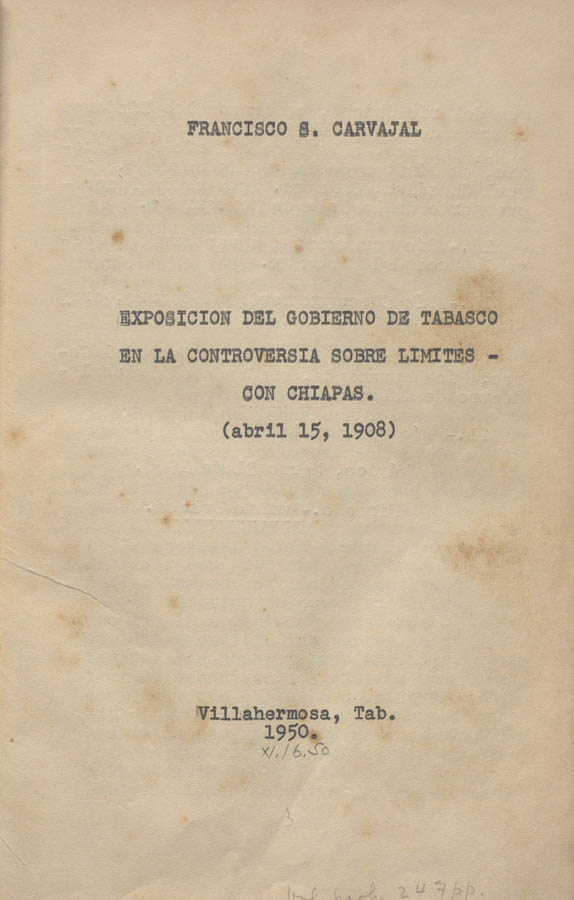 FRANCISCO S. CARVAJAL
EXPOSICION DEL GOBIERNO DE TABASCO
EN LA CONTROVERSIA SOBRE LIMITES -
CON CHIAPAS.
(abril 15, 1908)
Villahermosa, Tab.
1950.
XI.16.50
247pp.